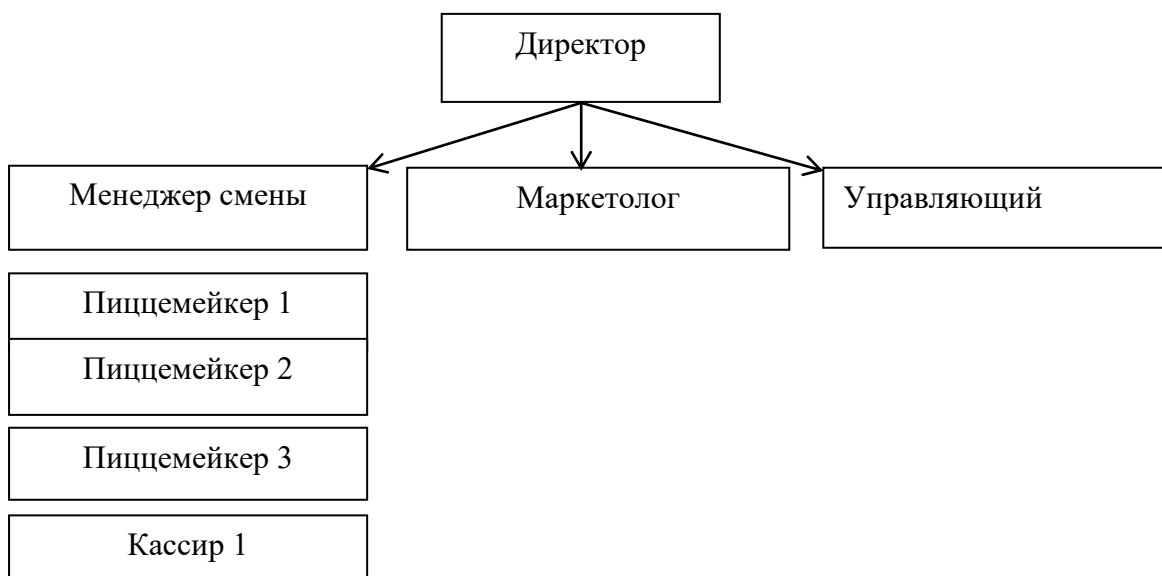 Директор
Менеджер смены
Маркетолог
Управляющий
Пиццемейкер 1
Пиццемейкер 2
Пиццемейкер 3
Кассир 1